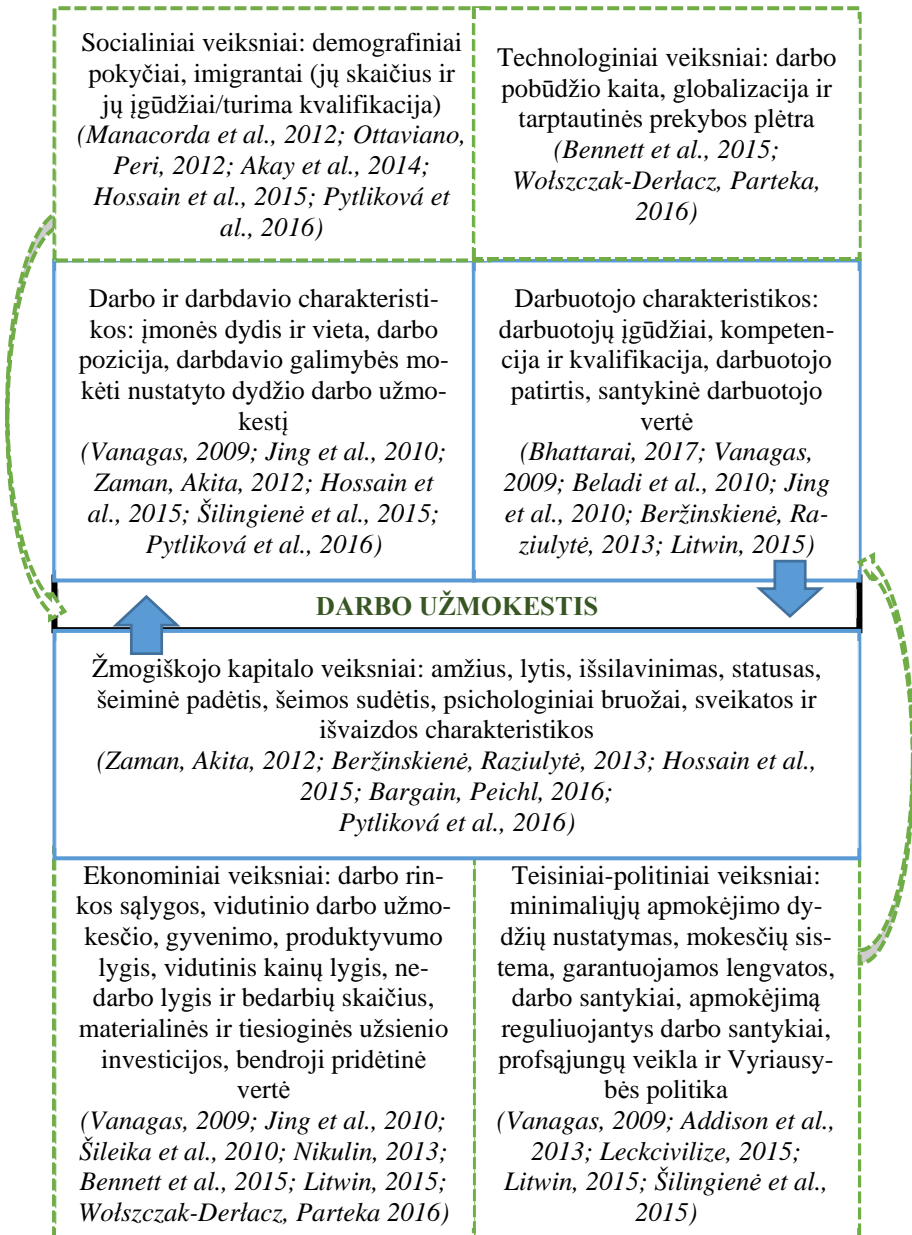 Socialiniai veiksniai: demografiniai
pokyčiai, imigrantai (jų skaičius ir
jų įgūdžiai/turima kvalifikacija)
(Manacorda et al., 2012; Ottaviano,
Peri, 2012; Akay et al., 2014;
Hossain et al., 2015; Pytliková et
al., 2016)
Technologiniai veiksniai: darbo
pobūdžio kaita, globalizacija ir
tarptautinės prekybos plėtra
(Bennett et al., 2015;
Wołszczak-Derłacz, Parteka,
2016)
Darbo ir darbdavio charakteristi-
kos: įmonės dydis ir vieta, darbo
pozicija, darbdavio galimybės mo-
kėti nustatyto dydžio darbo užmo-
kestį
(Vanagas, 2009; Jing et al., 2010;
Zaman, Akita, 2012; Hossain et
al., 2015; Šilingienė et al., 2015;
Pytliková et al., 2016)
Darbuotojo charakteristikos:
darbuotojų įgūdžiai, kompeten-
cija ir kvalifikacija, darbuotojo
patirtis, santykinė darbuotojo
vertė
(Bhattarai, 2017; Vanagas,
2009; Beladi et al., 2010; Jing
et al., 2010; Beržinskienė, Ra-
ziulytė, 2013; Litwin, 2015)
DARBO UŽMOKESTIS
Žmogiškojo kapitalo veiksniai: amžius, lytis, išsilavinimas, statusas,
šeiminė padėtis, šeimos sudėtis, psichologiniai bruožai, sveikatos ir
išvaizdos charakteristikos
(Zaman, Akita, 2012; Beržinskienė, Raziulytė, 2013; Hossain et al.,
2015; Bargain, Peichl, 2016;
Pytliková et al., 2016)
Ekonominiai veiksniai: darbo rin-
kos sąlygos, vidutinio darbo užmo-
kesčio, gyvenimo, produktyvumo
lygis, vidutinis kainų lygis, ne-
darbo lygis ir bedarbių skaičius,
materialinės ir tiesioginės užsienio
investicijos, bendroji pridėtinė
vertė
(Vanagas, 2009; Jing et al., 2010;
Šileika et al., 2010; Nikulin, 2013;
Bennett et al., 2015; Litwin, 2015;
Wołszczak-Derłacz, Parteka 2016)
Teisiniai-politiniai veiksniai:
minimaliųjų apmokėjimo dy-
džių nustatymas, mokesčių sis-
tema, garantuojamos lengvatos,
darbo santykiai, apmokėjimą
reguliuojantys darbo santykiai,
profsąjungų veikla ir Vyriausy-
bės politika
(Vanagas, 2009; Addison et al.,
2013; Leckcivilize, 2015;
Litwin, 2015; Šilingienė et al.,
2015)